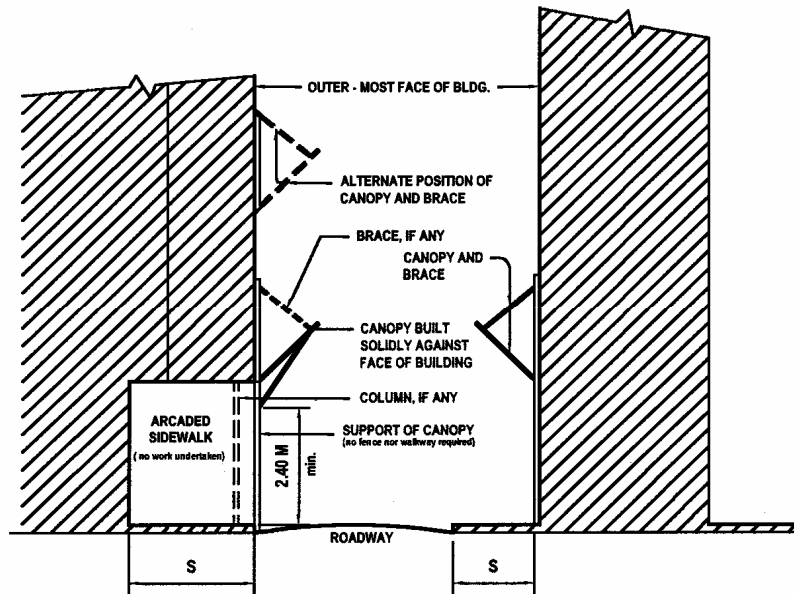 OUTER - MOST FACE OF BLDG.
ALTERNATE POSITION OF
CANOPY AND BRACE
BRACE, IF ANY
CANOPY AND
BRACE
CANOPY BUILT
SOLIDLY AGAINST
FACE OF BUILDING
COLUMN, IF ANY
ARCADED
SIDEWALK
( no work undertaken)
SUPPORT OF CANOPY
(no fence nor walkway required)
2.40 M
min.
ROADWAY
S
S